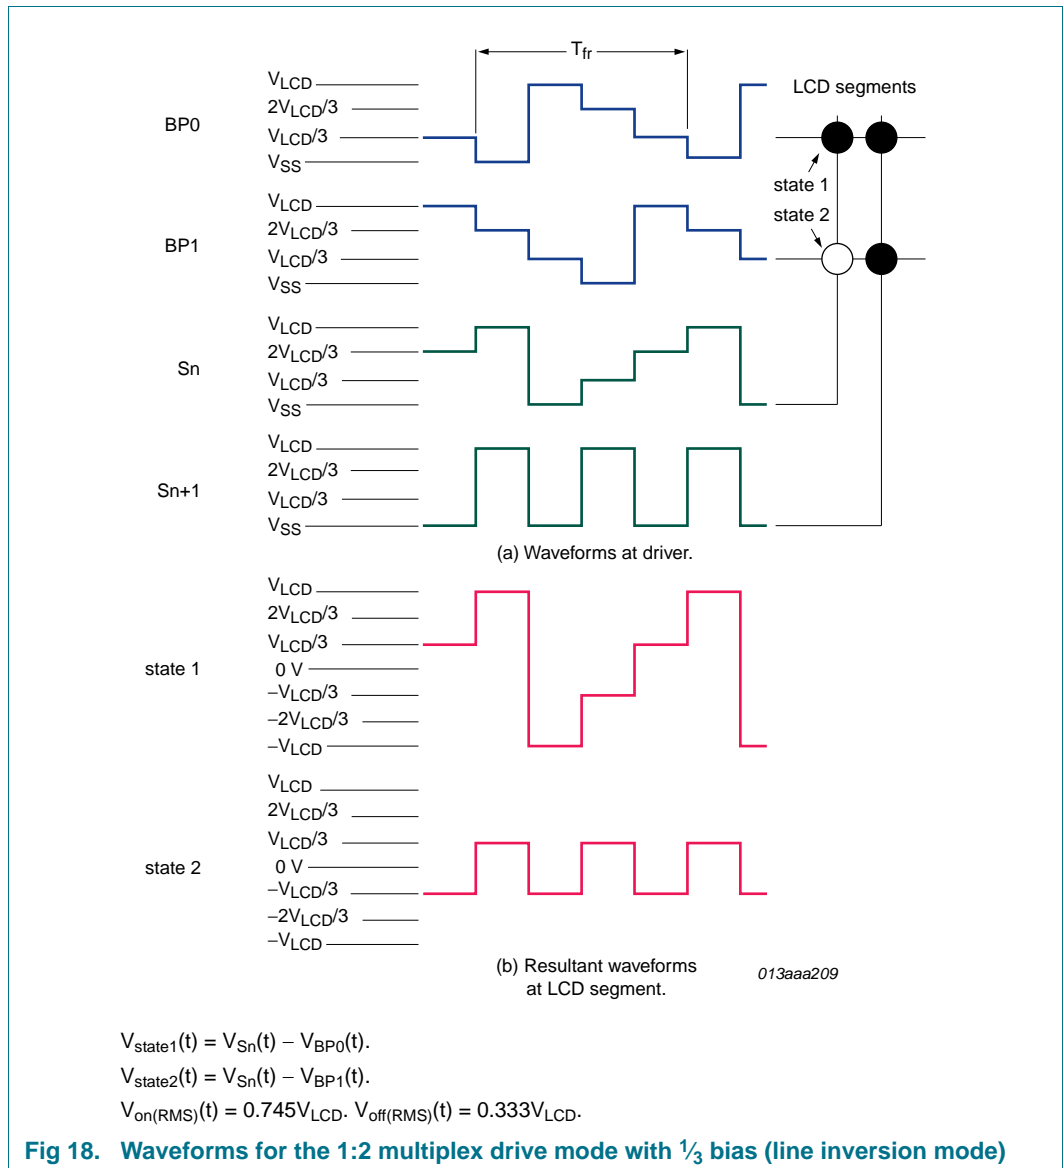 Tfr
BP0
VLCD
2VLCD/3
VLCD/3
VSS
LCD segments
state 1
state 2
BP1
VLCD
2VLCD/3
VLCD/3
VSS
Sn
VLCD
2VLCD/3
VLCD/3
VSS
Sn+1
VLCD
2VLCD/3
VLCD/3
VSS
(a) Waveforms at driver.
state 1
VLCD
2VLCD/3
VLCD/3
0 V
−VLCD/3
−2VLCD/3
−VLCD
state 2
VLCD
2VLCD/3
VLCD/3
0 V
−VLCD/3
−2VLCD/3
−VLCD
(b) Resultant waveforms
at LCD segment.
013aaa209
Vstate1(t) = VSn(t) − VBP0(t).
Vstate2(t) = VSn(t) − VBP1(t).
Von(RMS)(t) = 0.745VLCD. Voff(RMS)(t) = 0.333VLCD.
Fig 18. Waveforms for the 1:2 multiplex drive mode with 1⁄3 bias (line inversion mode)